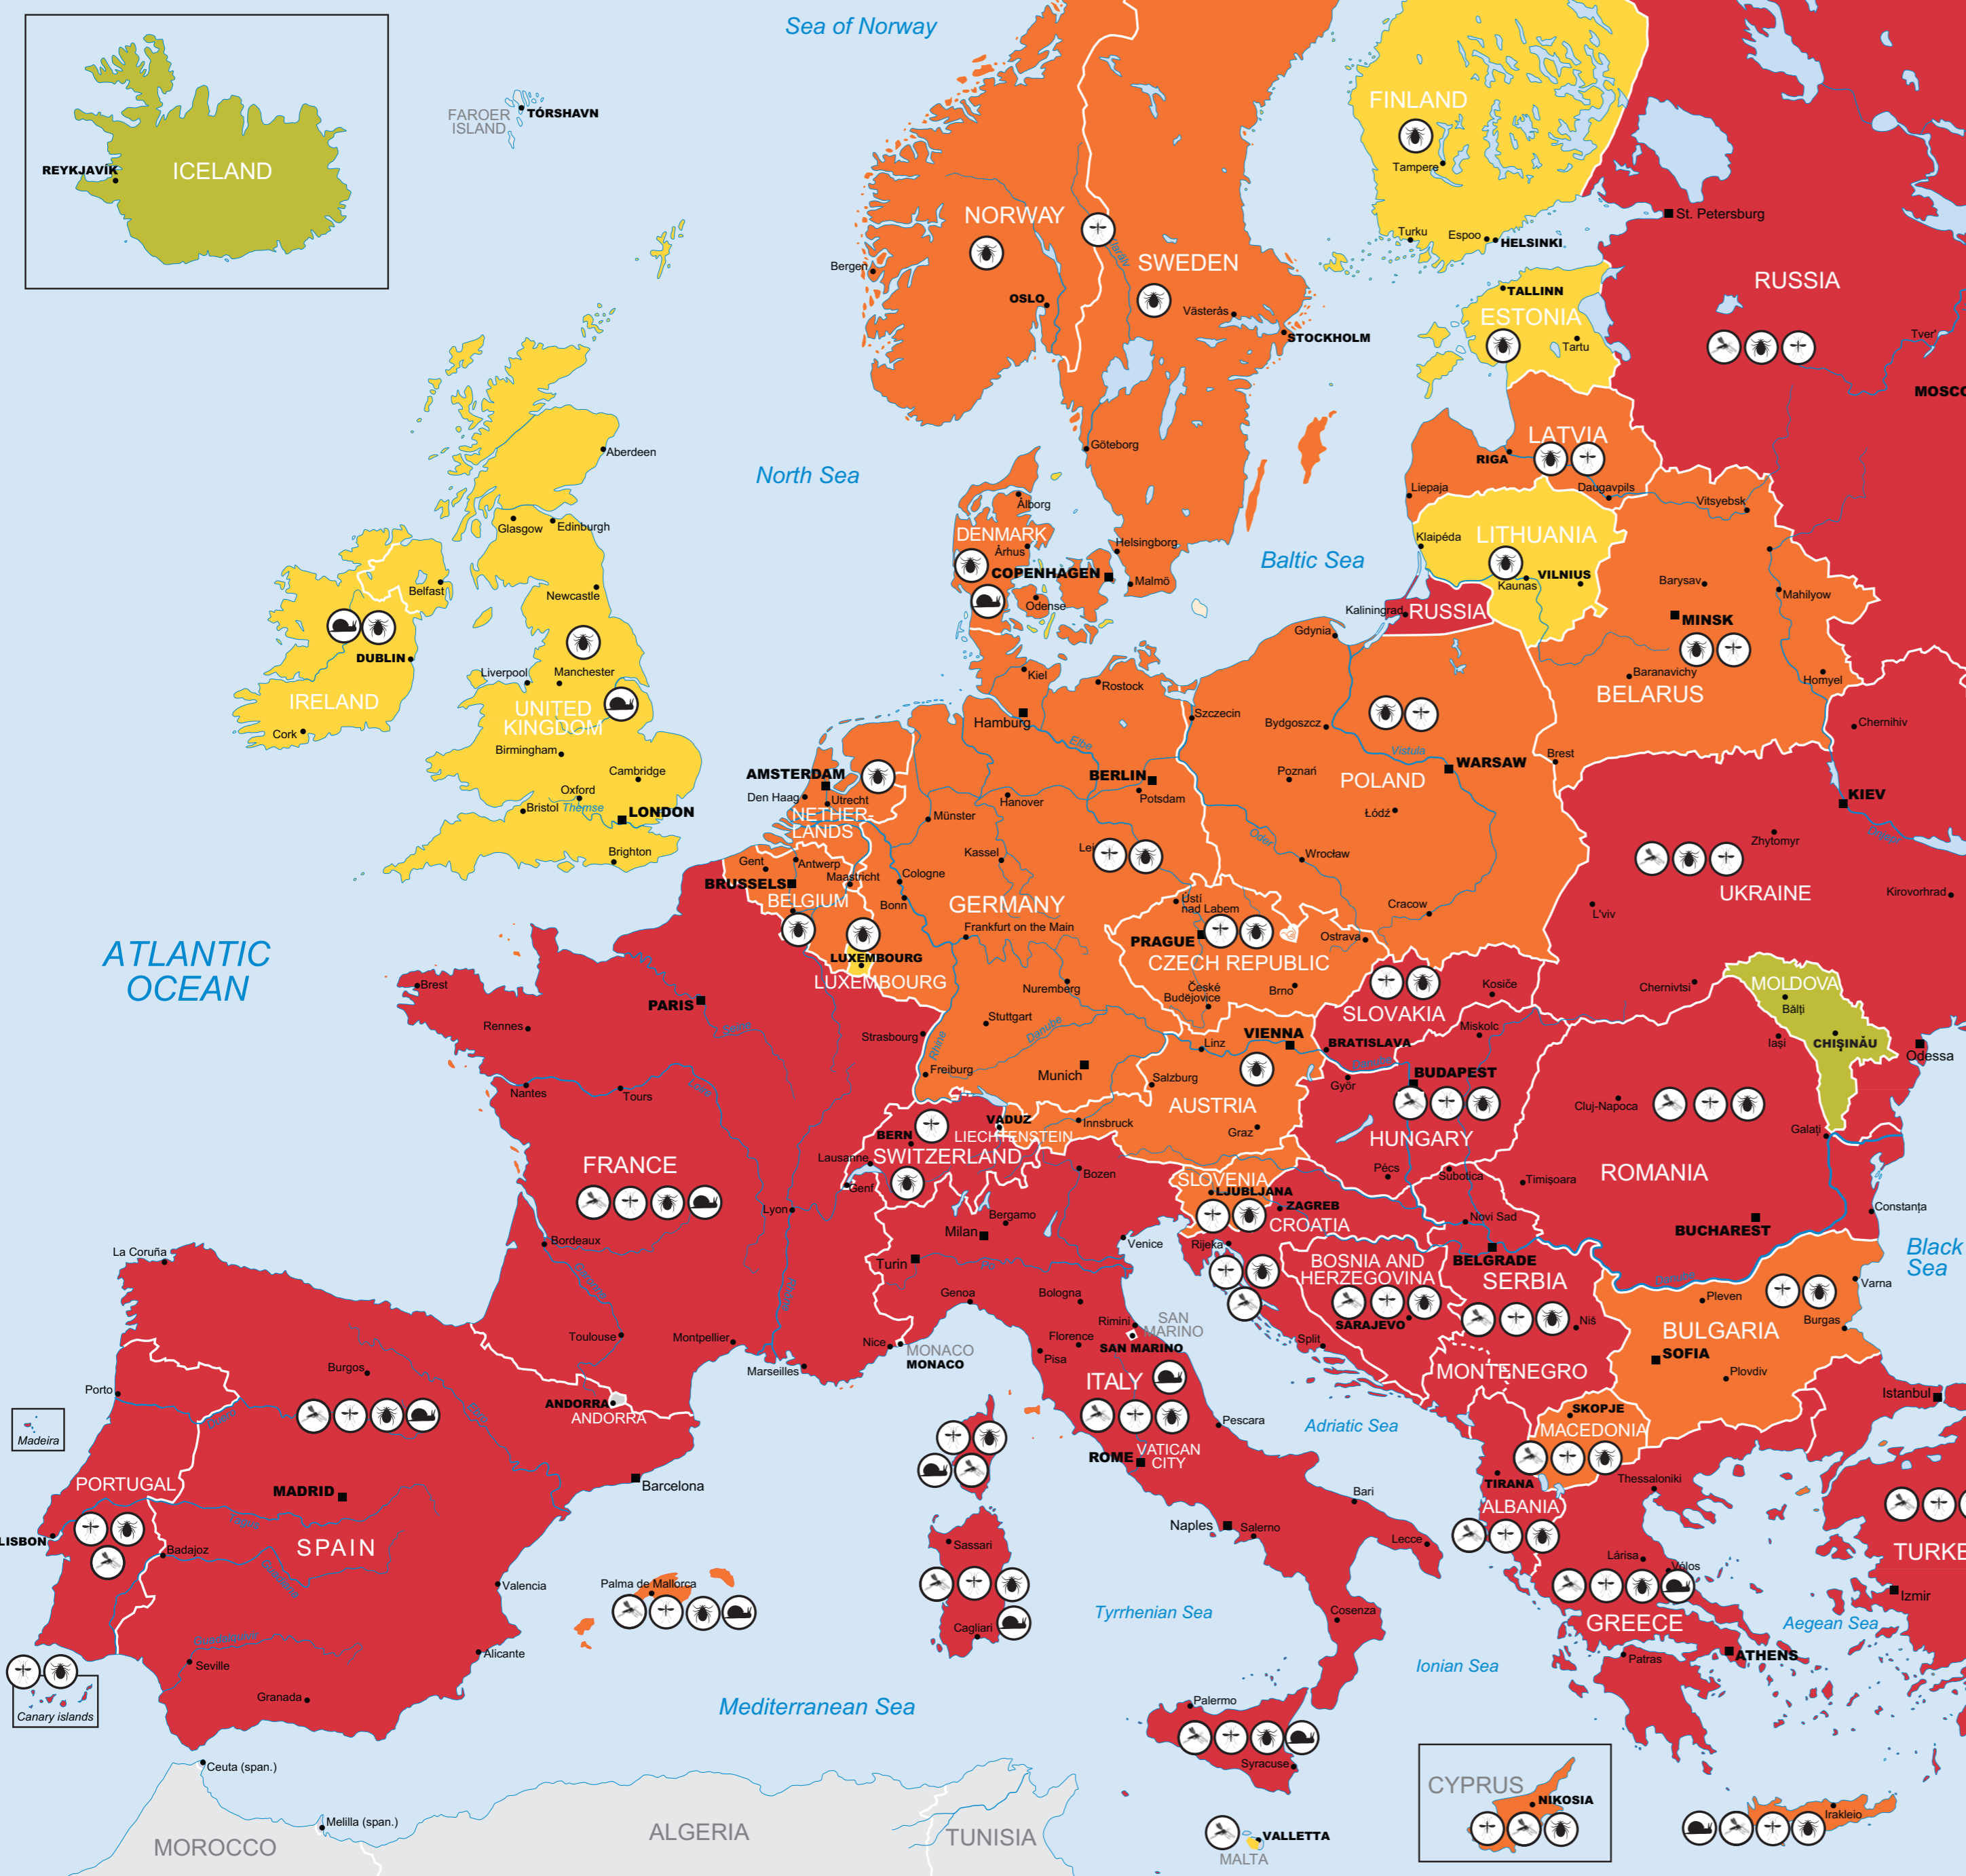 Sea of Norway
ICELAND
REYKJAVÍK
FAROER
ISLAND
TÓRSHAVN
FINLAND
Tampere
Turku
Espoo
HELSINKI
St. Petersburg
NORWAY
Bergen
OSLO
SWEDEN
Västerås
STOCKHOLM
TALLINN
ESTONIA
Tartu
RUSSIA
Tver'
MOSCO
Aberdeen
North Sea
Göteborg
LATVIA
RIGA
Liepaja
Daugavpils
Vitsyebsk
Glasgow
Edinburgh
Ålborg
DENMARK
Århus
COPENHAGEN
Helsingborg
Malmö
Odense
Baltic Sea
LITHUANIA
Klaipéda
Kaunas
VILNIUS
Kaliningrad
RUSSIA
Barysav
MINSK
Mahilyow
Baranavichy
BELARUS
Homyel
Belfast
Newcastle
DUBLIN
IRELAND
Cork
Liverpool
Manchester
UNITED
KINGDOM
Birmingham
Cambridge
Oxford
Bristol
Themse
LONDON
Brighton
Gdynia
Kiel
Rostock
Hamburg
Szczecin
Bydgoszcz
Elbe
Vistula
WARSAW
Brest
Chernihiv
AMSTERDAM
Den Haag
Utrecht
NETHER-
LANDS
BERLIN
Potsdam
Hanover
Münster
Poznań
POLAND
Łódź
KIEV
Zhytomyr
Gent
Antwerp
BRUSSELS
Maastricht
BELGIUM
Kassel
Lei
Cologne
Bonn
GERMANY
Frankfurt on the Main
Oder
Wrocław
Cracow
UKRAINE
L'viv
Kirovorhrad
Ústí
nad Labem
PRAGUE
Ostrava
CZECH REPUBLIC
České
Budějovice
Brno
LUXEMBOURG
LUXEMBOURG
Nuremberg
Stuttgart
Danube
Rhine
Strasbourg
Freiburg
Munich
ATLANTIC
OCEAN
Brest
Rennes
PARIS
Nantes
Tours
Kosiče
SLOVAKIA
Miskolc
Chernivtsi
MOLDOVA
Bălți
Iași
CHIȘINĂU
Odessa
VIENNA
Linz
BRATISLAVA
Danube
Győr
BUDAPEST
Salzburg
AUSTRIA
Innsbruck
Graz
HUNGARY
Pécs
Subotica
Cluj-Napoca
ROMANIA
Galați
Timișoara
Constanța
BUCHAREST
Danube
FRANCE
Lausanne
BERN
VADUZ
LIECHTENSTEIN
SWITZERLAND
Genf
Bozen
Lyon
Bordeaux
Bergamo
Milan
Turin
Venice
Po
SLOVENIA
LJUBLJANA
ZAGREB
CROATIA
Rijeka
Novi Sad
BELGRADE
SERBIA
BOSNIA AND
HERZEGOVINA
SARAJEVO
Niš
Split
Black
Sea
Varna
Pleven
BULGARIA
Burgas
SOFIA
Plovdiv
MONTENEGRO
SKOPJE
MACEDONIA
La Coruña
Toulouse
Montpellier
Marseilles
Nice
MONACO
MONACO
Genoa
Bologna
Rimini
SAN
MARINO
SAN MARINO
Florence
Pisa
ITALY
Burgos
Porto
Madeira
ANDORRA
ANDORRA
Barcelona
PORTUGAL
MADRID
LISBON
Badajoz
SPAIN
Valencia
Palma de Mallorca
Alicante
Seville
Granada
Canary islands
ROME
VATICAN
CITY
Pescara
Adriatic Sea
Bari
Naples
Salerno
Lecce
Sassari
Cagliari
Tyrrhenian Sea
Cosenza
Ionian Sea
Palermo
Syracuse
Mediterranean Sea
TIRANA
ALBANIA
Thessaloniki
Istanbul
Lárisa
Vólos
GREECE
Aegean Sea
TURKE
Izmir
Patras
ATHENS
Ceuta (span.)
Melilla (span.)
MOROCCO
ALGERIA
TUNISIA
VALLETTA
MALTA
CYPRUS
NIKOSIA
Irakleio